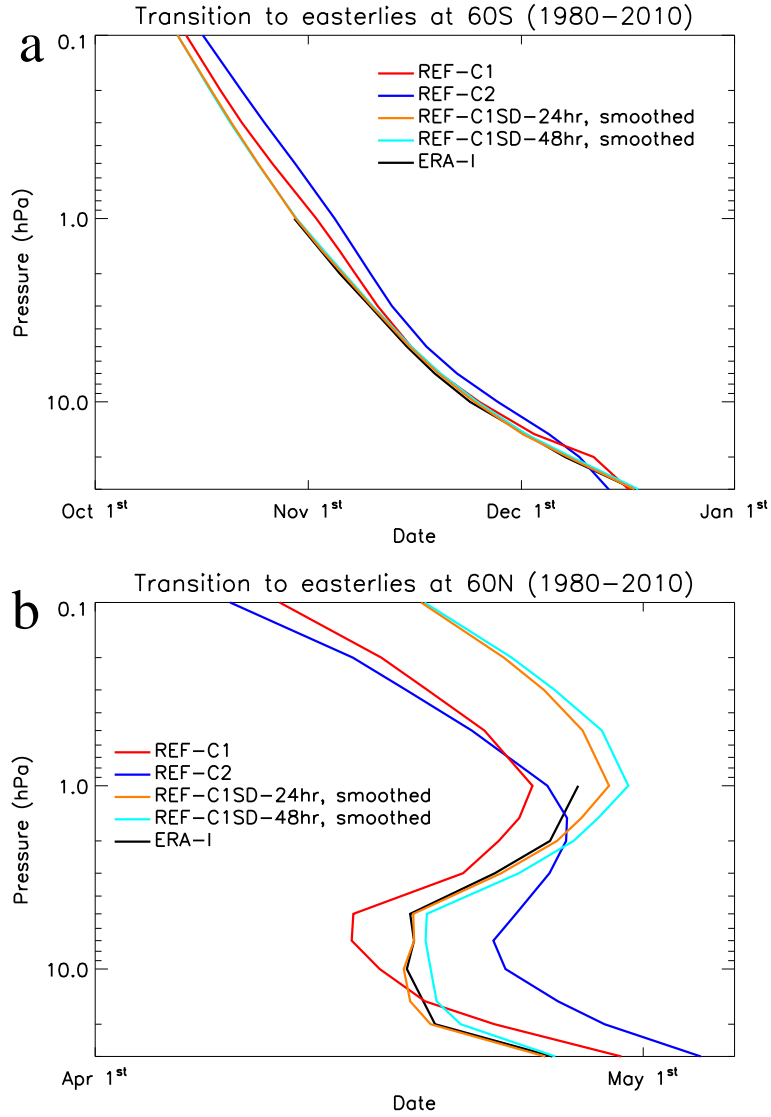 a
Transition to easterlies at 60S (1980-2010)
0.1
REF-C1
REF-C2
REF-C1SD-24hr, smoothed
REF-C1SD-48hr, smoothed
ERA-I
1.0
Pressure (hPa)
10.0
Oct 1st
Nov 1st
Dec 1st
Jan 1st
Date
b
Transition to easterlies at 60N (1980-2010)
0.1
REF-C1
REF-C2
REF-C1SD-24hr, smoothed
REF-C1SD-48hr, smoothed
ERA-I
1.0
Pressure (hPa)
10.0
Apr 1st
May 1st
Date